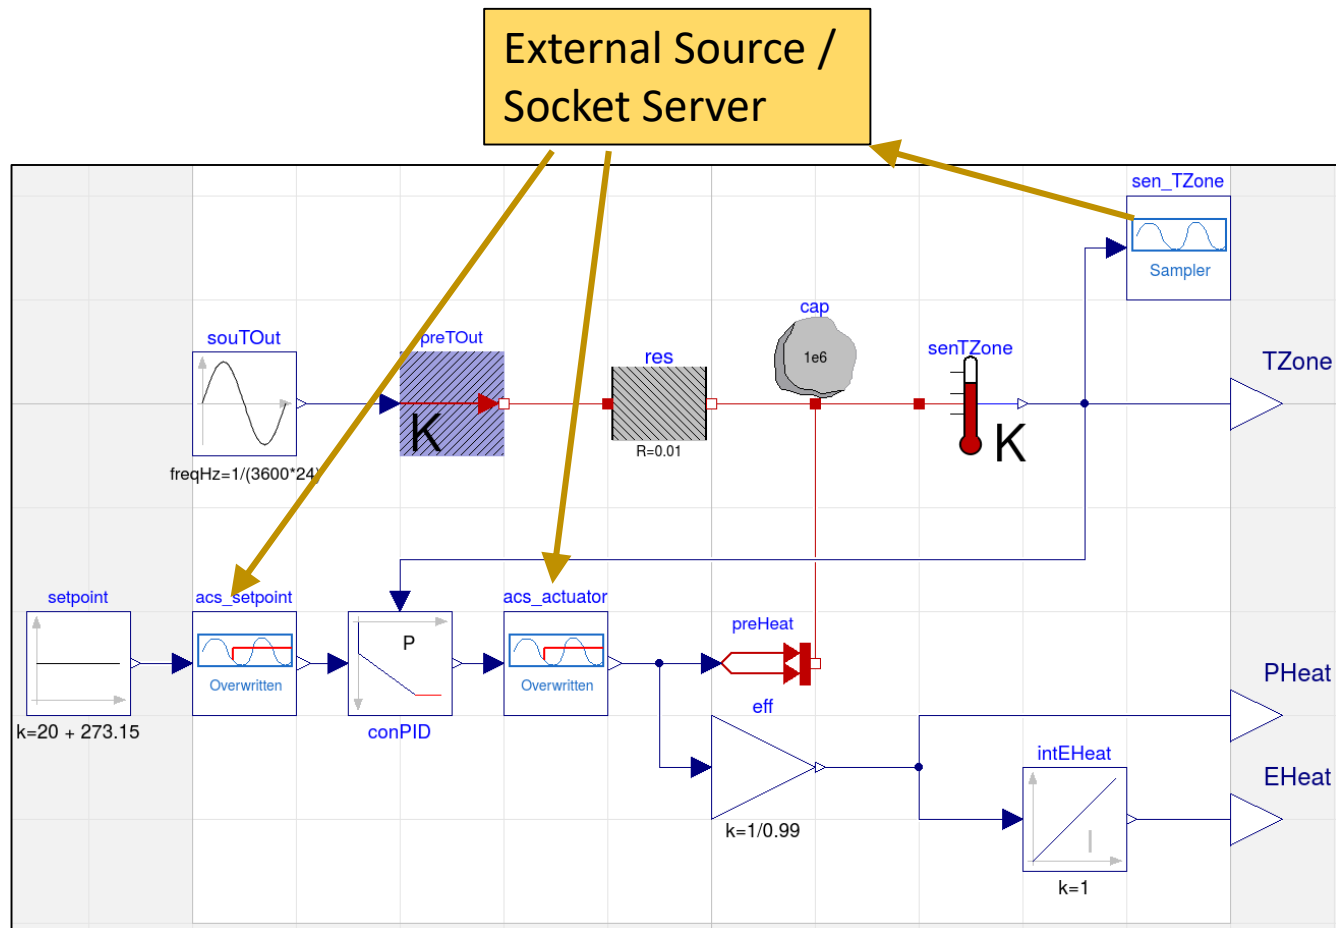 External Source /
Socket Server
sen_TZone
Sampler
souTOut
preTOut
cap
1e6
res
senTZone
TZone
K
K
freqHz=1/(3600*24)
R=0.01
setpoint
acs_setpoint
acs_actuator
P
preHeat
Overwritten
Overwritten
PHeat
k=20 + 273.15
conPID
eff
intEHeat
EHeat
I
k=1/0.99
k=1